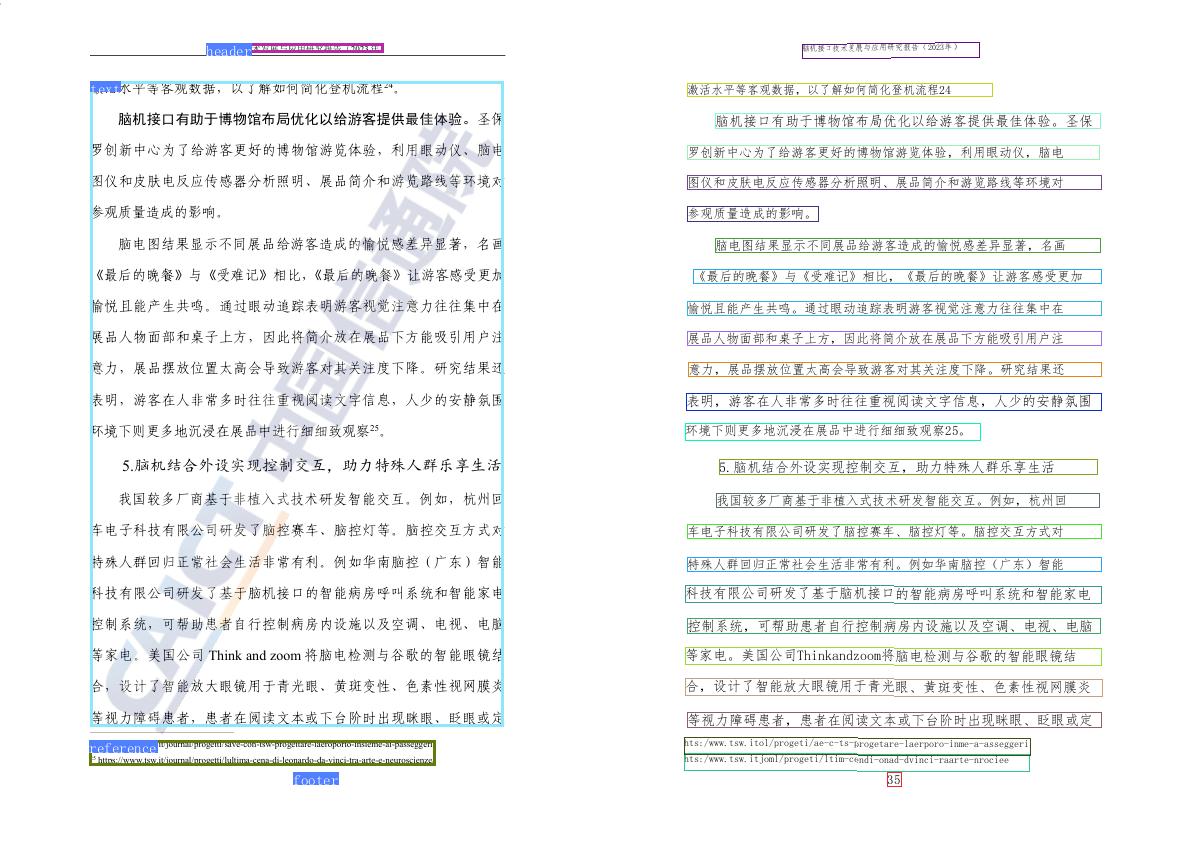 header
text
水平等客观数据，以了解如何简化登机流程²⁴。
脑机接口有助于博物馆布局优化以给游客提供最佳体验。圣保
罗创新中心为了给游客更好的博物馆游览体验，利用眼动仪、脑电
图仪和皮肤电反应传感器分析照明、展品简介和游览路线等环境对
参观质量造成的影响。
脑电图结果显示不同展品给游客造成的愉悦感差异显著，名画
《最后的晚餐》与《受难记》相比，《最后的晚餐》让游客感受更加
愉悦且能产生共鸣。通过眼动追踪表明游客视觉注意力往往集中在
展品人物面部和桌子上方，因此将简介放在展品下方能吸引用户注
意力，展品摆放位置太高会导致游客对其关注度下降。研究结果还
表明，游客在人非常多时往往重视阅读文字信息，人少的安静氛围
环境下则更多地沉浸在展品中进行细细致观察²⁵。
5.脑机结合外设实现控制交互，助力特殊人群乐享生活
我国较多厂商基于非植入式技术研发智能交互。例如，杭州回
车电子科技有限公司研发了脑控赛车、脑控灯等。脑控交互方式对
特殊人群回归正常社会生活非常有利。例如华南脑控（广东）智能
科技有限公司研发了基于脑机接口的智能病房呼叫系统和智能家电
控制系统，可帮助患者自行控制病房内设施以及空调、电视、电脑
等家电。美国公司 Think and zoom 将脑电检测与谷歌的智能眼镜结
合，设计了智能放大眼镜用于青光眼、黄斑变性、色素性视网膜炎
等视力障碍患者，患者在阅读文本或下台阶时出现眯眼、眨眼或定
CAICT 中国信通院
reference
it/journal/progetti/save-con-tsw-progettare-laeroporto-insieme-ai-passeggeri
²⁵ https://www.tsw.it/journal/progetti/lultima-cena-di-leonardo-da-vinci-tra-arte-e-neuroscienze
footer
脑机接口技术发展与应用研究报告（2023年）
激活水平等客观数据，以了解如何简化登机流程24
脑机接口有助于博物馆布局优化以给游客提供最佳体验。圣保
罗创新中心为了给游客更好的博物馆游览体验，利用眼动仪，脑电
图仪和皮肤电反应传感器分析照明、展品简介和游览路线等环境对
参观质量造成的影响。
脑电图结果显示不同展品给游客造成的愉悦感差异显著，名画
《最后的晚餐》与《受难记》相比，《最后的晚餐》让游客感受更加
愉悦且能产生共鸣。通过眼动追踪表明游客视觉注意力往往集中在
展品人物面部和桌子上方，因此将简介放在展品下方能吸引用户注
意力，展品摆放位置太高会导致游客对其关注度下降。研究结果还
表明，游客在人非常多时往往重视阅读文字信息，人少的安静氛围
环境下则更多地沉浸在展品中进行细细致观察25。
5.脑机结合外设实现控制交互，助力特殊人群乐享生活
我国较多厂商基于非植入式技术研发智能交互。例如，杭州回
车电子科技有限公司研发了脑控赛车、脑控灯等。脑控交互方式对
特殊人群回归正常社会生活非常有利。例如华南脑控（广东）智能
科技有限公司研发了基于脑机接口的智能病房呼叫系统和智能家电
控制系统，可帮助患者自行控制病房内设施以及空调、电视、电脑
等家电。美国公司Thinkandzoom将脑电检测与谷歌的智能眼镜结
合，设计了智能放大眼镜用于青光眼、黄斑变性、色素性视网膜炎
等视力障碍患者，患者在阅读文本或下台阶时出现眯眼、眨眼或定
hts:/www.tsw.itol/progeti/ae-c-ts-progetare-laerporo-inme-a-asseggeri
hts:/www.tsw.itjoml/progeti/ltim-cendi-onad-dvinci-raarte-nrociee
35